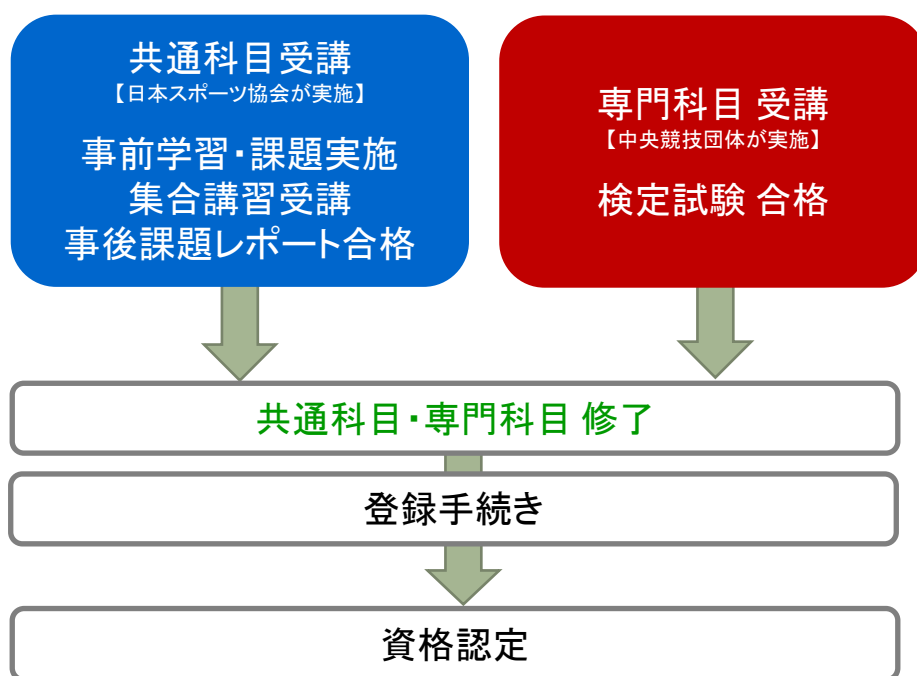 共通科目受講
【日本スポーツ協会が実施】
事前学習・課題実施
集合講習受講
事後課題レポート合格
専門科目 受講
【中央競技団体が実施】
検定試験 合格
共通科目・専門科目 修了
登録手続き
資格認定